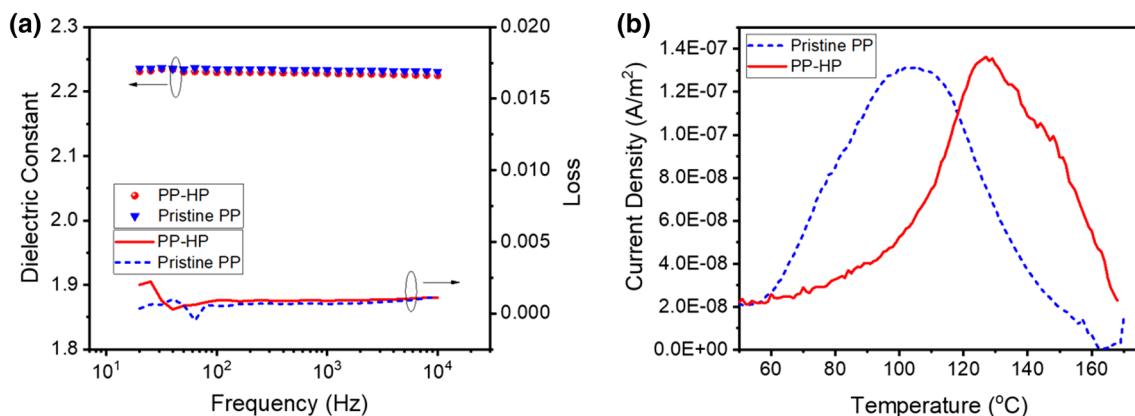 (a)
2.3
2.2
2.1
2.0
1.9
1.8
Dielectric Constant
0.020
0.015
0.010
0.005
0.000
Loss
PP-HP
Pristine PP
PP-HP
Pristine PP
10¹
10²
10³
10⁴
Frequency (Hz)
(b)
1.4E-07
1.2E-07
1.0E-07
8.0E-08
6.0E-08
4.0E-08
2.0E-08
0.0E+00
Current Density (A/m²)
Pristine PP
PP-HP
60
80
100
120
140
160
Temperature (°C)